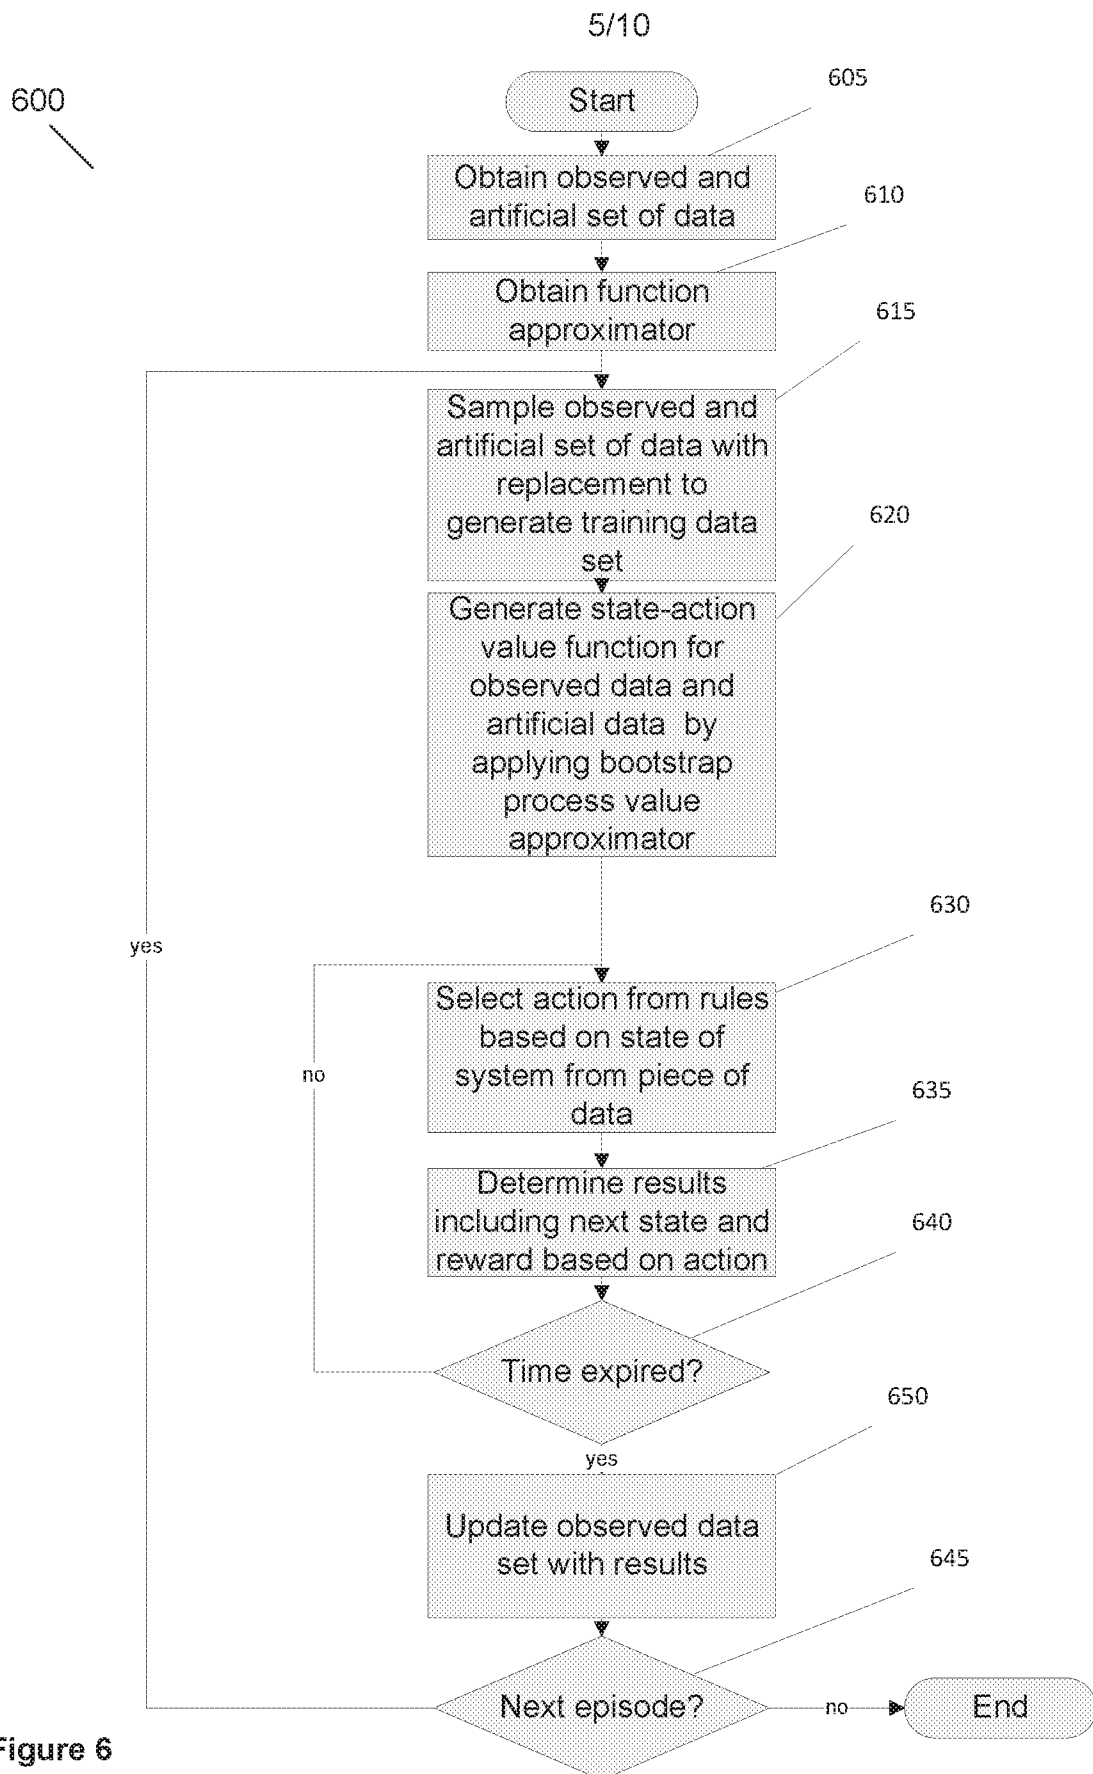 5/10
600
Start
605
Obtain observed and
artificial set of data
610
Obtain function
approximator
615
Sample observed and
artificial set of data with
replacement to
generate training data
set
620
Generate state-action
value function for
observed data and
artificial data by
applying bootstrap
process value
approximator
yes
630
no
Select action from rules
based on state of
system from piece of
data
635
Determine results
including next state and
reward based on action
640
Time expired?
650
yes
Update observed data
set with results
645
Next episode?
no
End
Figure 6